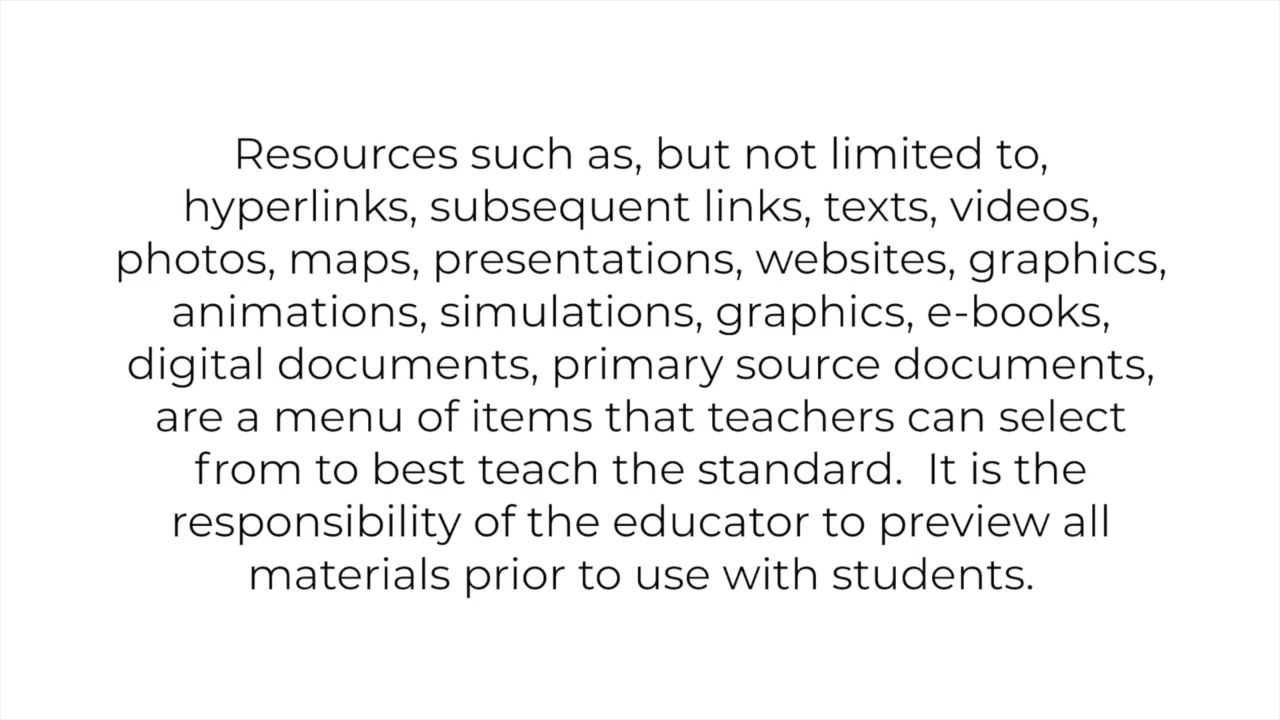 Resources such as, but not limited to,
hyperlinks, subsequent links, texts, videos,
photos, maps, presentations, websites, graphics,
animations, simulations, graphics, e-books,
digital documents, primary source documents,
are a menu of items that teachers can select
from to best teach the standard.  It is the
responsibility of the educator to preview all
materials prior to use with students.